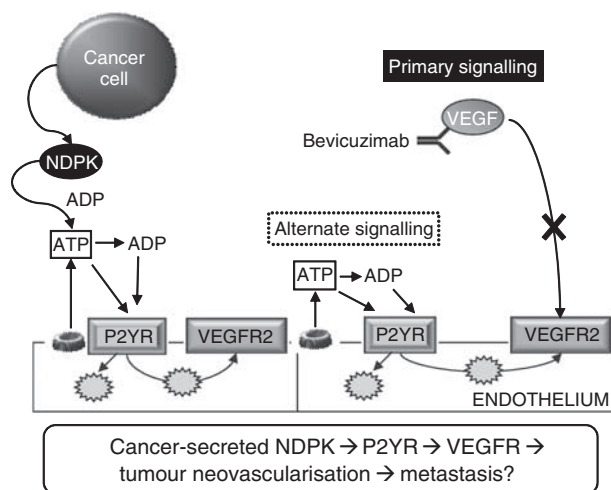 Cancer
cell
NDPK
ADP
ATP
ADP
P2YR
VEGFR2
Primary signalling
VEGF
Bevicuzimab
Alternate signalling
ATP
ADP
P2YR
VEGFR2
ENDOTHELIUM
Cancer-secreted NDPK → P2YR → VEGFR →
tumour neovascularisation → metastasis?